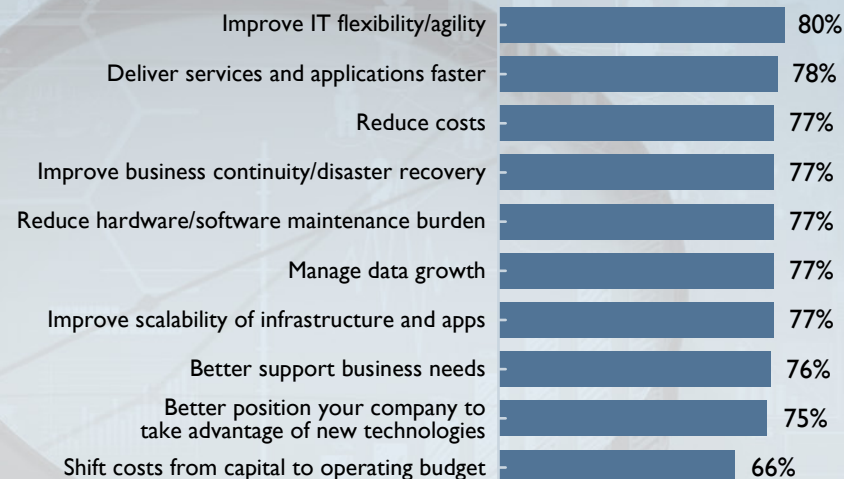 Improve IT flexibility/agility 80%
Deliver services and applications faster 78%
Reduce costs 77%
Improve business continuity/disaster recovery 77%
Reduce hardware/software maintenance burden 77%
Manage data growth 77%
Improve scalability of infrastructure and apps 77%
Better support business needs 76%
Better position your company to
take advantage of new technologies 75%
Shift costs from capital to operating budget 66%